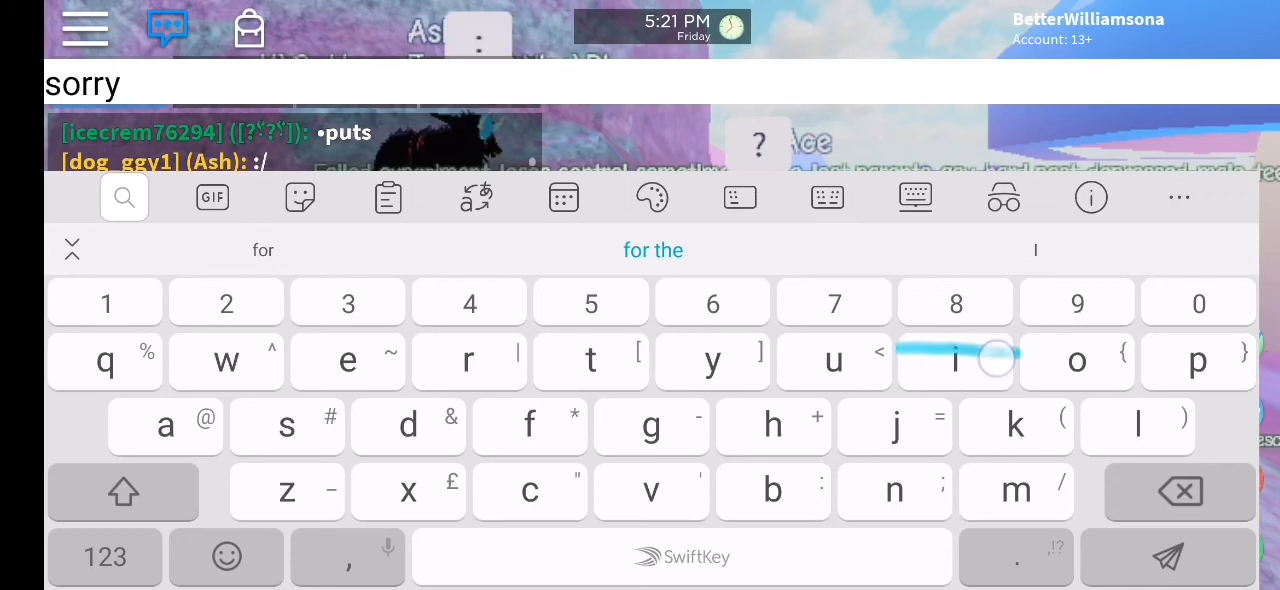 5:21 PM
Friday
BetterWilliamsona
Account: 13+
:
sorry
[icecrem76294] ([?ʕ̊?ʕ̊]): •puts
[dog_ggy1] (Ash): :/
?
Ace
GIF
for
for the
I
1 2 3 4 5 6 7 8 9 0
q % w ^ e ~ r | t [ y ] u < i o { p }
a @ s # d & f * g - h + j = k ( l )
z _ x £ c " v ' b : n ; m /
123 , SwiftKey . ,!?